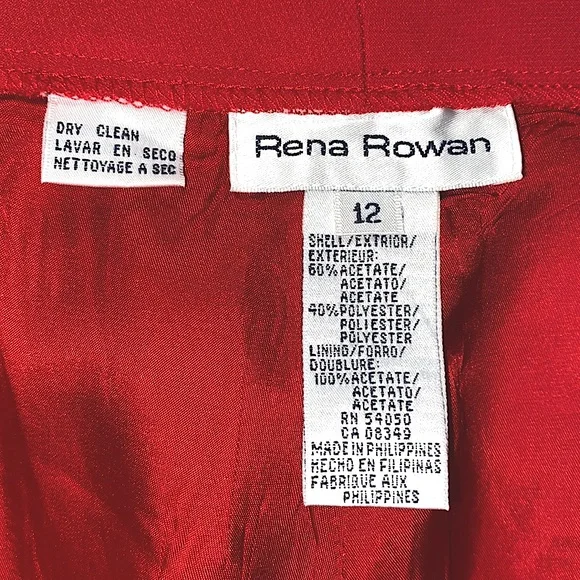 DRY CLEAN
LAVAR EN SECO
NETTOYAGE A SEC
Rena Rowan
12
SHELL/EXTRIOR/
EXTERIEUR:
60%ACETATE/
ACETATO/
ACETATE
40%POLYESTER/
POLIESTER/
POLYESTER
LINING/FORRO/
DOUBLURE:
100%ACETATE/
ACETATO/
ACETATE
RN 54050
CA 08349
MADE IN PHILIPPINES
HECHO EN FILIPINAS
FABRIQUE AUX
PHILIPPINES